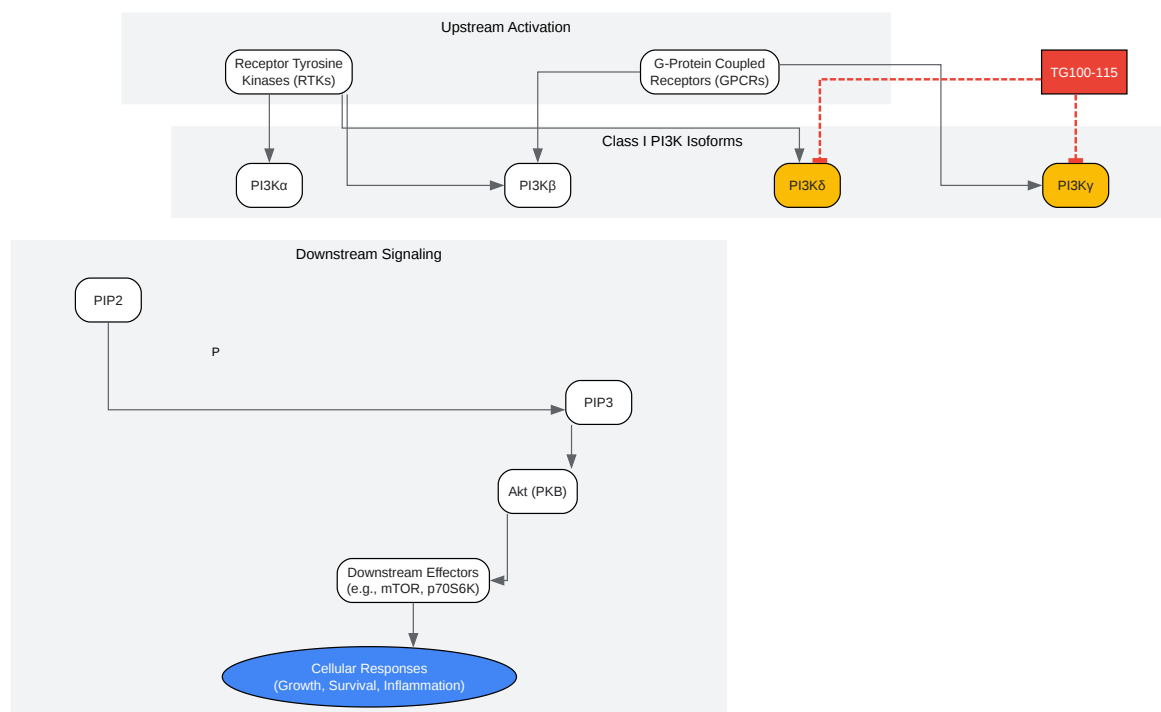 Upstream Activation
Receptor Tyrosine
Kinases (RTKs)
G-Protein Coupled
Receptors (GPCRs)
TG100-115
Class I PI3K Isoforms
PI3Kα
PI3Kβ
PI3Kδ
PI3Kγ
Downstream Signaling
PIP2
P
PIP3
Akt (PKB)
Downstream Effectors
(e.g., mTOR, p70S6K)
Cellular Responses
(Growth, Survival, Inflammation)